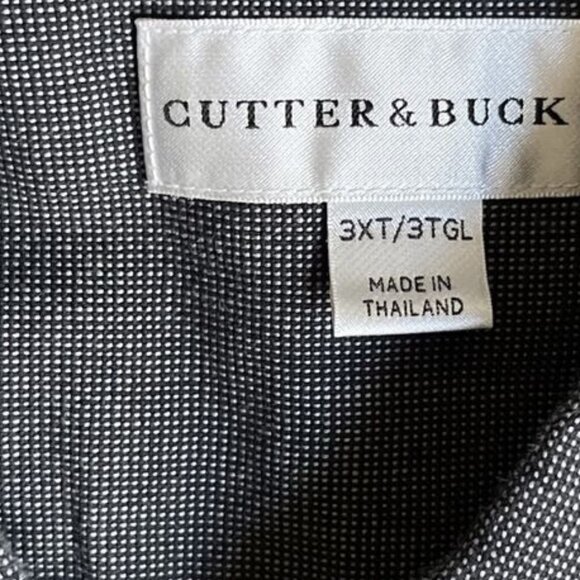 CUTTER & BUCK
3XT/3TGL
MADE IN
THAILAND